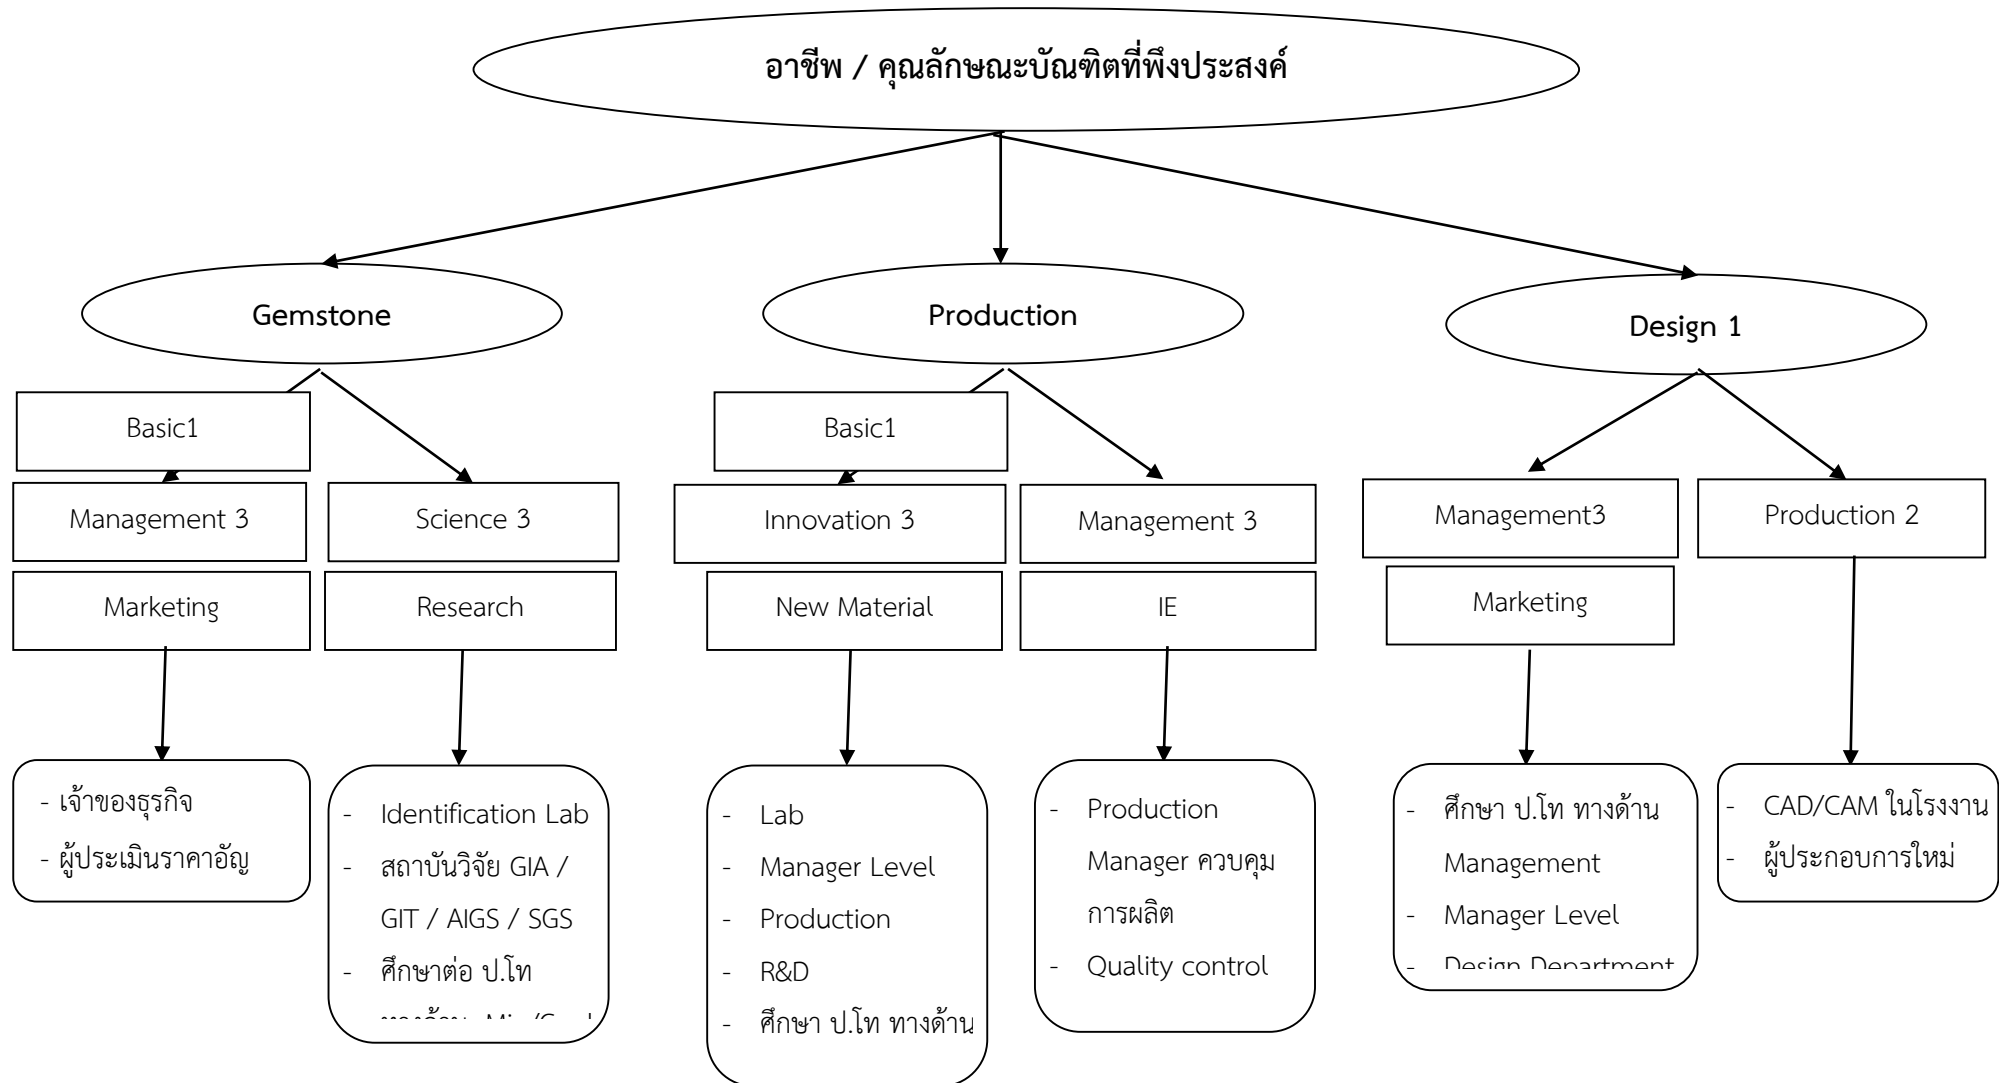 อาชีพ / คุณลักษณะบัณฑิตที่พึงประสงค์
Gemstone
Production
Design 1
Basic1
Basic1
Management 3
Science 3
Innovation 3
Management 3
Management3
Production 2
Marketing
Research
New Material
IE
Marketing
- เจ้าของธุรกิจ
- ผู้ประเมินราคาอัญ
- Identification Lab
- สถาบันวิจัย GIA /
GIT / AIGS / SGS
- ศึกษาต่อ ป.โท
- Lab
- Manager Level
- Production
- R&D
- ศึกษา ป.โท ทางด้าน
- Production
Manager ควบคุม
การผลิต
- Quality control
- ศึกษา ป.โท ทางด้าน
Management
- Manager Level
- Design Department
- CAD/CAM ในโรงงาน
- ผู้ประกอบการใหม่